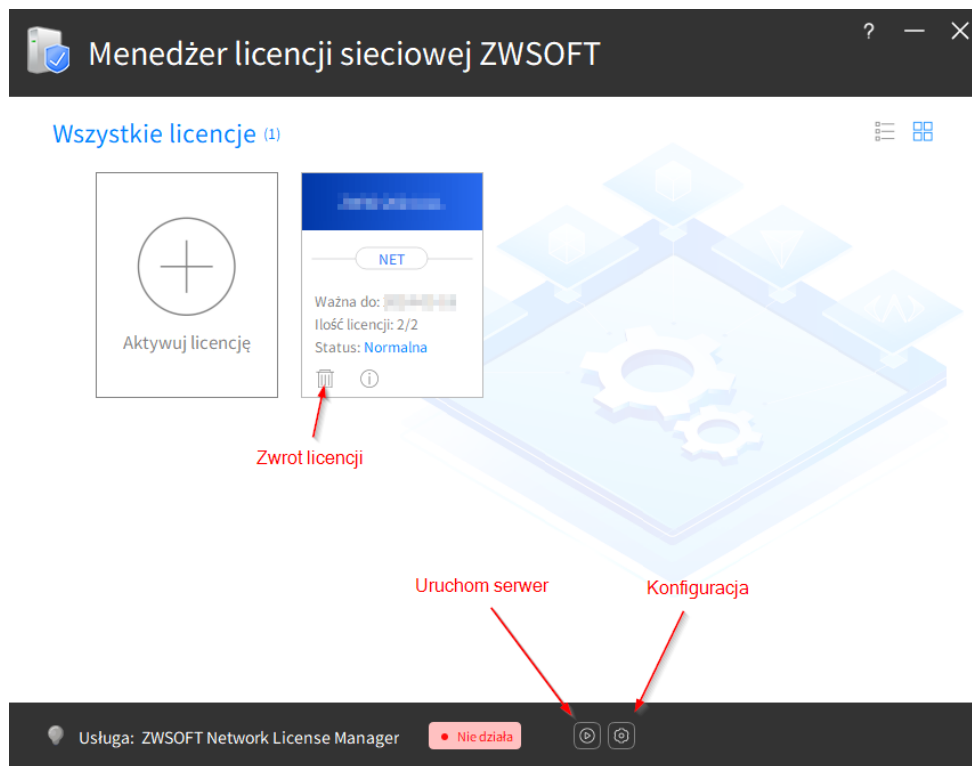 Menedżer licencji sieciowej ZWSOFT
?
Wszystkie licencje (1)
Aktywuj licencję
NET
Ważna do:
Ilość licencji: 2/2
Status: Normalna
Zwrot licencji
Uruchom serwer
Konfiguracja
Usługa: ZWSOFT Network License Manager
Nie działa